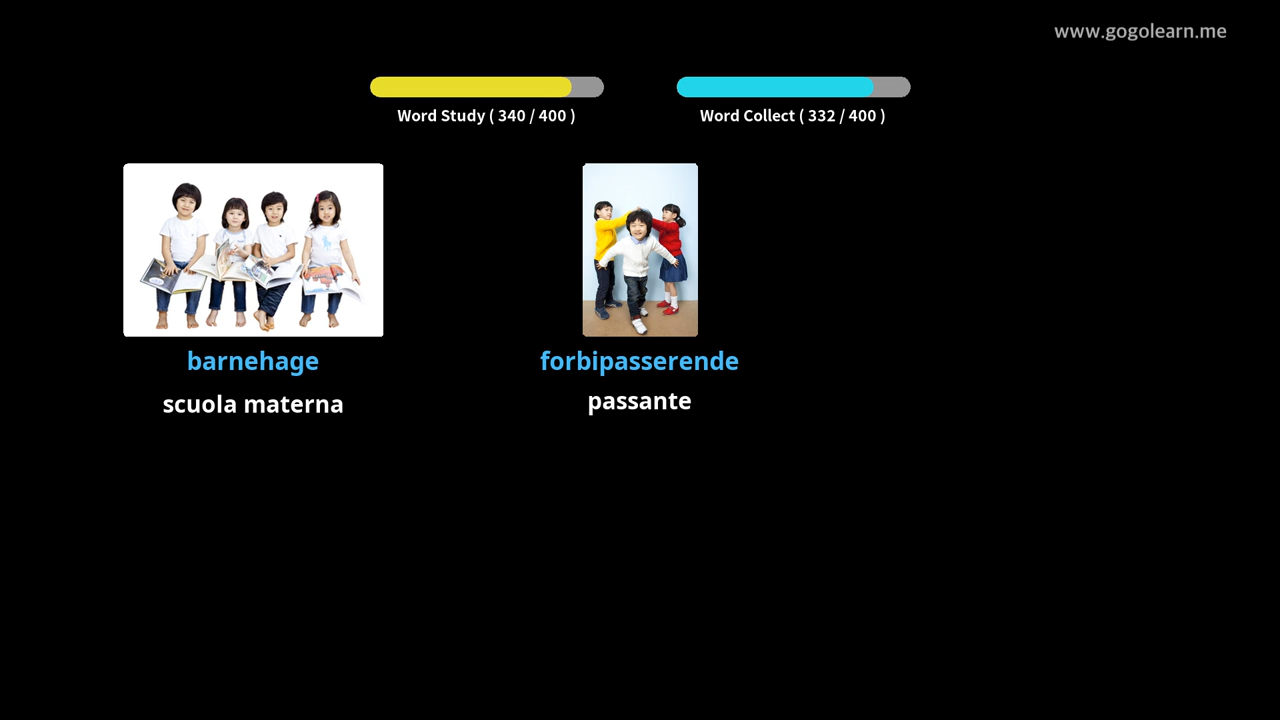 www.gogolearn.me
Word Study ( 340 / 400 )
Word Collect ( 332 / 400 )
barnehage
scuola materna
forbipasserende
passante